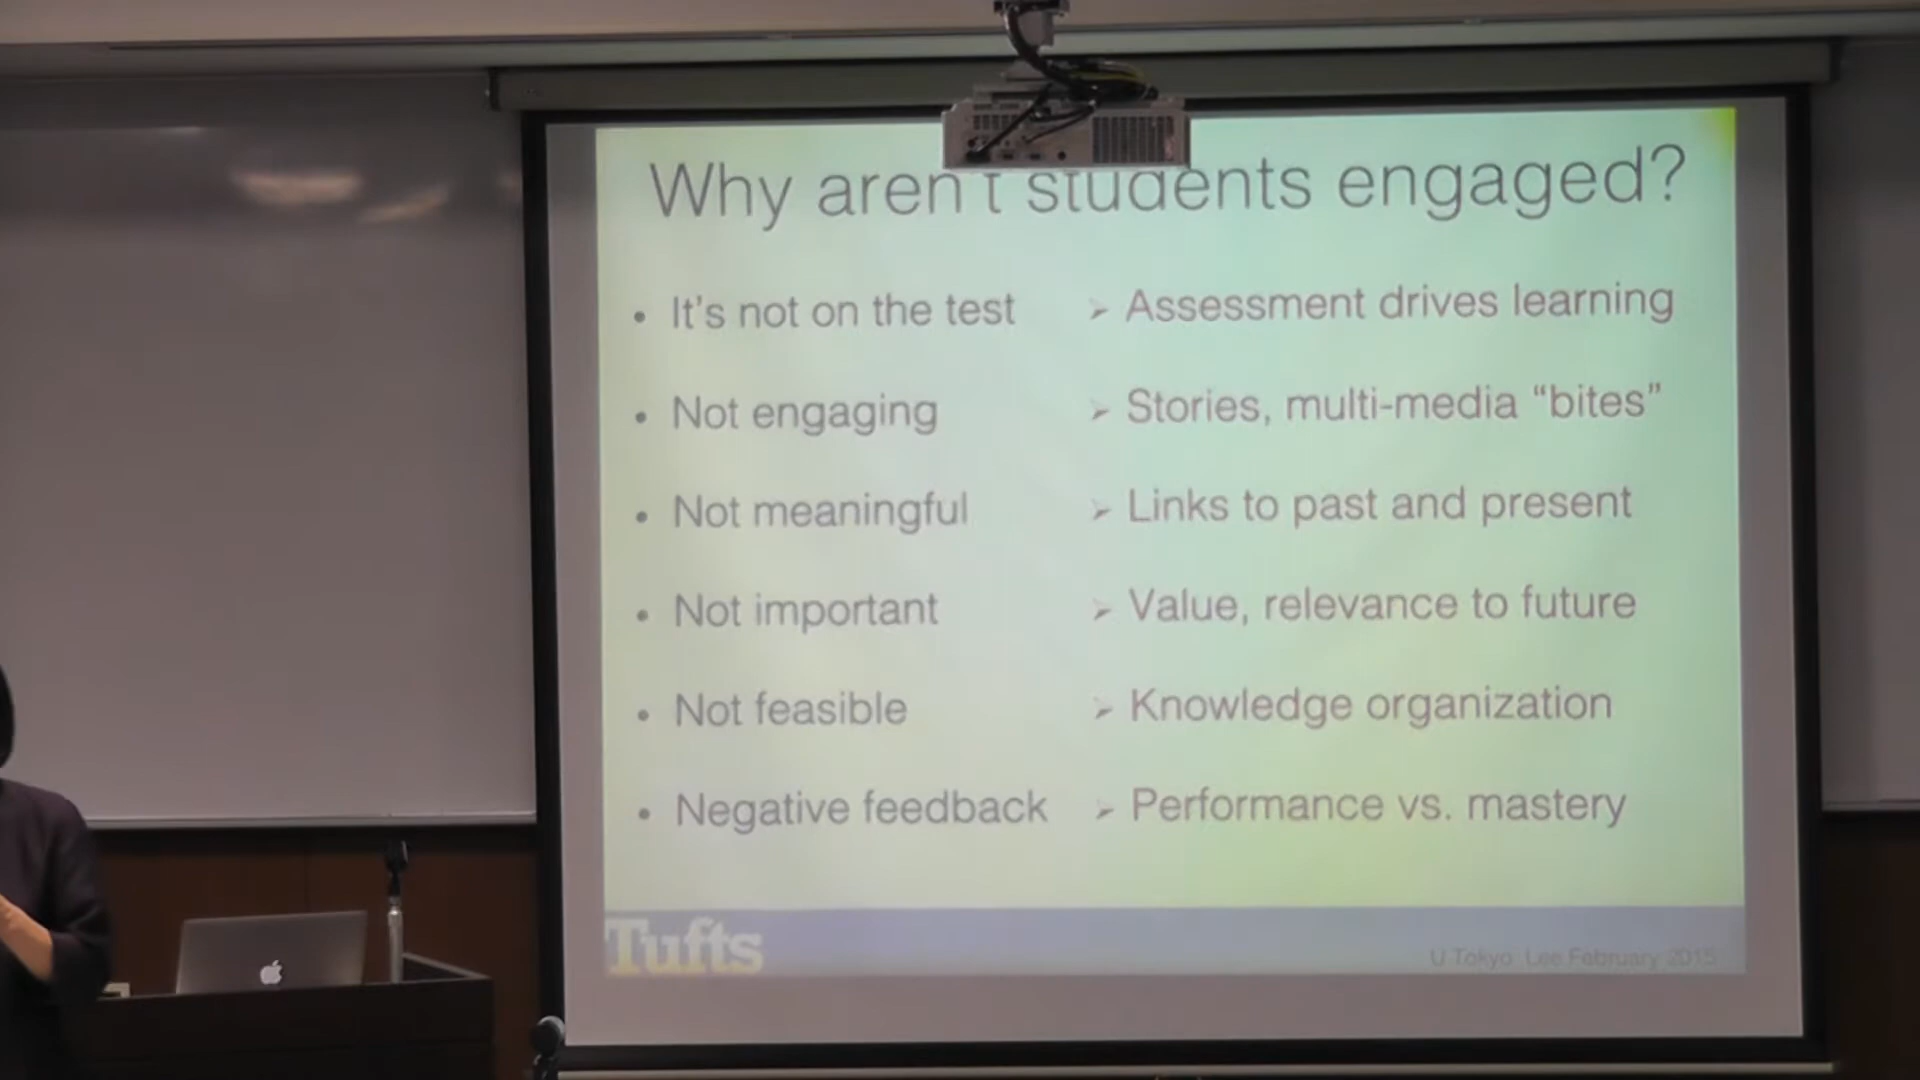 Why aren't students engaged?
• It's not on the test
➢ Assessment drives learning
• Not engaging
➢ Stories, multi-media “bites”
• Not meaningful
➢ Links to past and present
• Not important
➢ Value, relevance to future
• Not feasible
➢ Knowledge organization
• Negative feedback
➢ Performance vs. mastery
Tufts
U Tokyo Lee February 2015